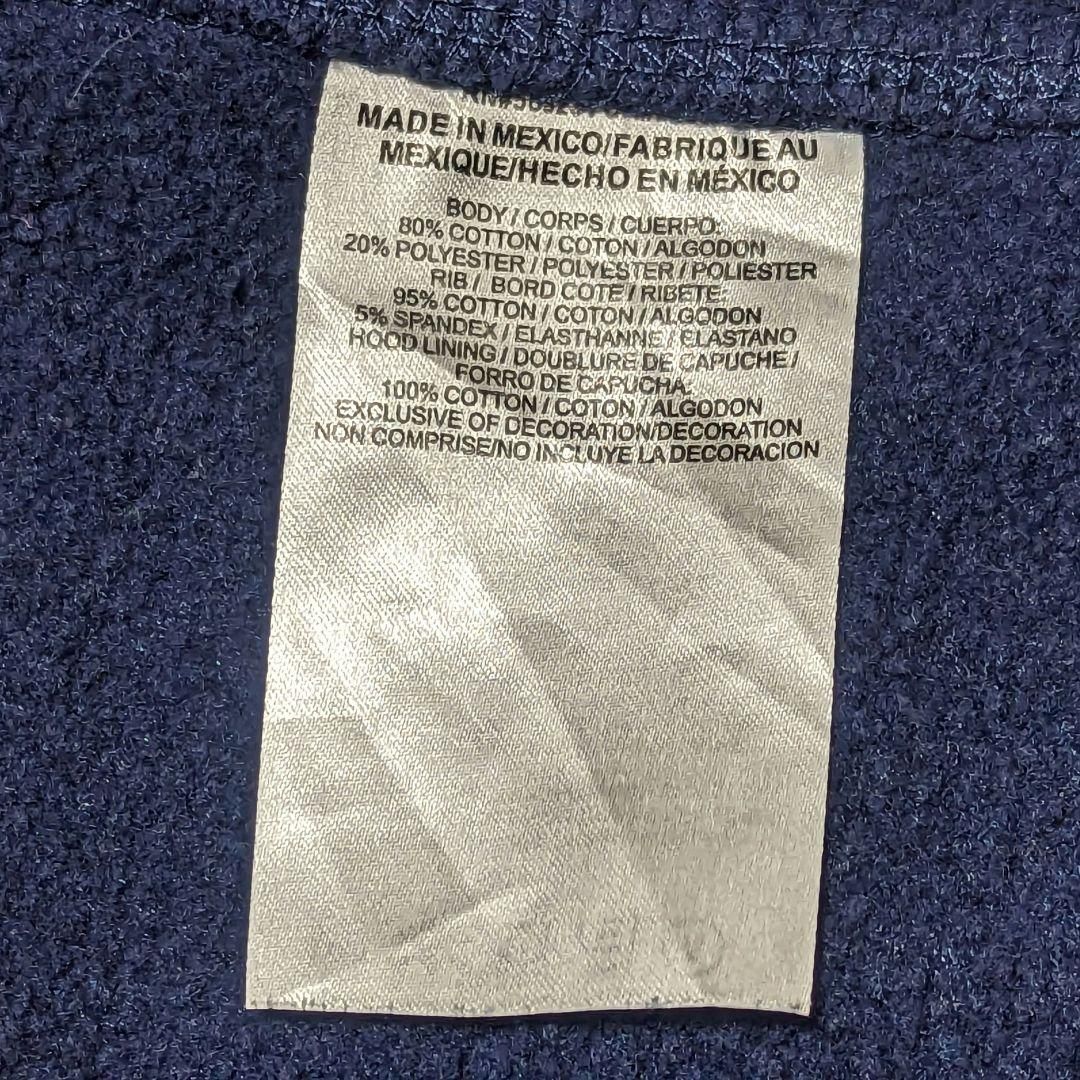 MADE IN MEXICO/FABRIQUE AU
MEXIQUE/HECHO EN MÉXICO
BODY / CORPS / CUERPO:
80% COTTON / COTON / ALGODON
20% POLYESTER / POLYESTER / POLIESTER
RIB / BORD COTE / RIBETE:
95% COTTON / COTON / ALGODON
5% SPANDEX / ELASTHANNE / ELASTANO
HOOD LINING / DOUBLURE DE CAPUCHE /
FORRO DE CAPUCHA:
100% COTTON / COTON / ALGODON
EXCLUSIVE OF DECORATION/DECORATION
NON COMPRISE/NO INCLUYE LA DECORACION